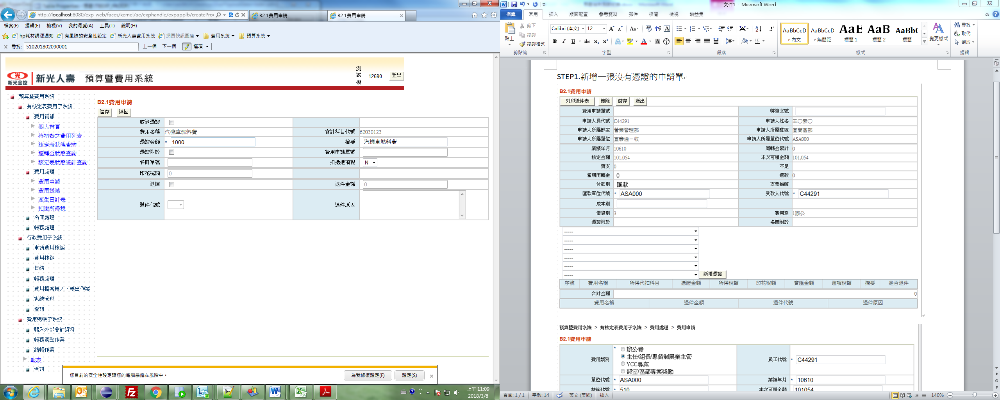 http://localhost:8080/exp_web/faces/kernel/ae/exphandle/expapplb/createProc
B2.1費用申請
B2.1費用申請
檔案(F) 編輯(E) 檢視(V) 我的最愛(A) 工具(T) 說明(H)
hp耗材調漲通知 有風險的安全性設定 新光人壽費用系統 網頁快訊圖庫 費用系統 預算系統
尋找: 510201802090001 上一個 下一個 選項
新光金控 新光人壽 預算暨費用系統
測試機 12690 登出
預算暨費用系統
有核定表費用子系統
費用資訊
個人首頁
待初審之費用列表
核定表狀態查詢
週轉金狀態查詢
核定表狀態統計查詢
費用處理
費用申請
費用送結
產生日計表
扣繳所得稅
名冊處理
帳務處理
行政費用子系統
申請費用核銷
費用核銷
日結
帳務處理
費用檔案轉入、轉出作業
系統管理
查詢
費用總帳子系統
轉入外部會計資料
帳務調整作業
結帳作業
報表
查詢
B2.1費用申請
儲存 返回
取消憑證
費用名稱 汽機車燃料費 會計科目代號 62030123
憑證金額 * 1000 摘要 汽機車燃料費
憑證附於 費用申請單號
名冊單號 扣抵進項稅 N
印花稅額 0
退回 退件金額 0
退件代號 退件原因
您目前的安全性設定讓您的電腦暴露在風險中。
為我修復設定(F) 設定(S)
上午 11:09
2018/3/8
文件1 - Microsoft Word
檔案 常用 插入 版面配置 參考資料 郵件 校閱 檢視 增益集
貼上 剪下 複製 複製格式
剪貼簿
Calibri (本文) 12
字型
段落
AaBbCcD 內文
AaBbCcD 無間距
AaB 標題 1
AaB 標題 2
AaBb( 標題
變更樣式
樣式
尋找 取代 選取
編輯
STEP1.新增一張沒有憑證的申請單
B2.1費用申請
列印送件表 刪除 儲存 送出
費用申請單號 特簽文號
申請人員代號 C44291 申請人姓名 王〇素〇
申請人所屬部室 營業管理部 申請人所屬駐區 宜蘭區部
申請人所屬單位 宜泰通一收 申請人所屬單位代號 ASA000
業績年月 10610 周轉金累計 0
核定金額 101,054 本次可領金額 101,054
實支 0 不足
當期周轉金 0 還款 0
付款別 匯款 支票抬頭
匯款單位代號 * ASA000 受款人代號 * C44291
成本別
借貸別 3 費用別 1辦公
憑證附於 名冊附於
-----
-----
-----
-----
-----
----- 新增憑證
序號 費用名稱 所得代扣科目 憑證金額 所得稅額 印花稅額 實匯金額 進項稅額 摘要 是否退件
合計金額 0
費用名稱 退件金額 退件代號 退件原因
預算暨費用系統 > 有核定表費用子系統 > 費用處理 > 費用申請
B2.1費用申請
費用類別 * 辦公費
主任/組長/專銷制展業主管
YCC專案
部室/區部專案獎勵
員工代號 * C44291
單位代號 * ASA000 業績年月 * 10610
核銷代號 * 510 本次可領金額 101054
頁面: 1 / 1 字數: 14 英文 (美國) 插入 140%